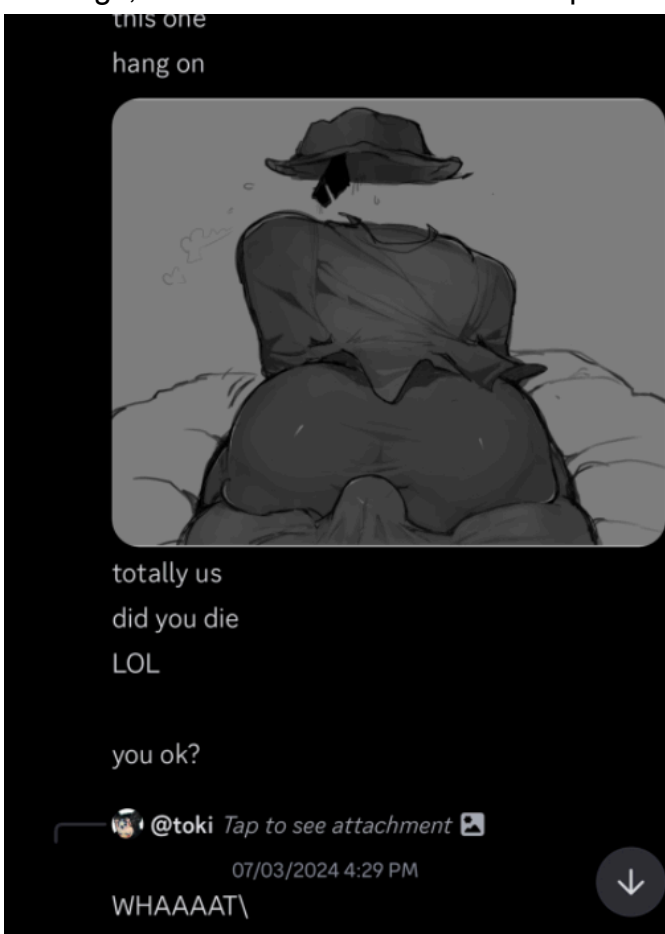 this one
hang on
totally us
did you die
LOL
you ok?
@toki Tap to see attachment
07/03/2024 4:29 PM
WHAAAAT\